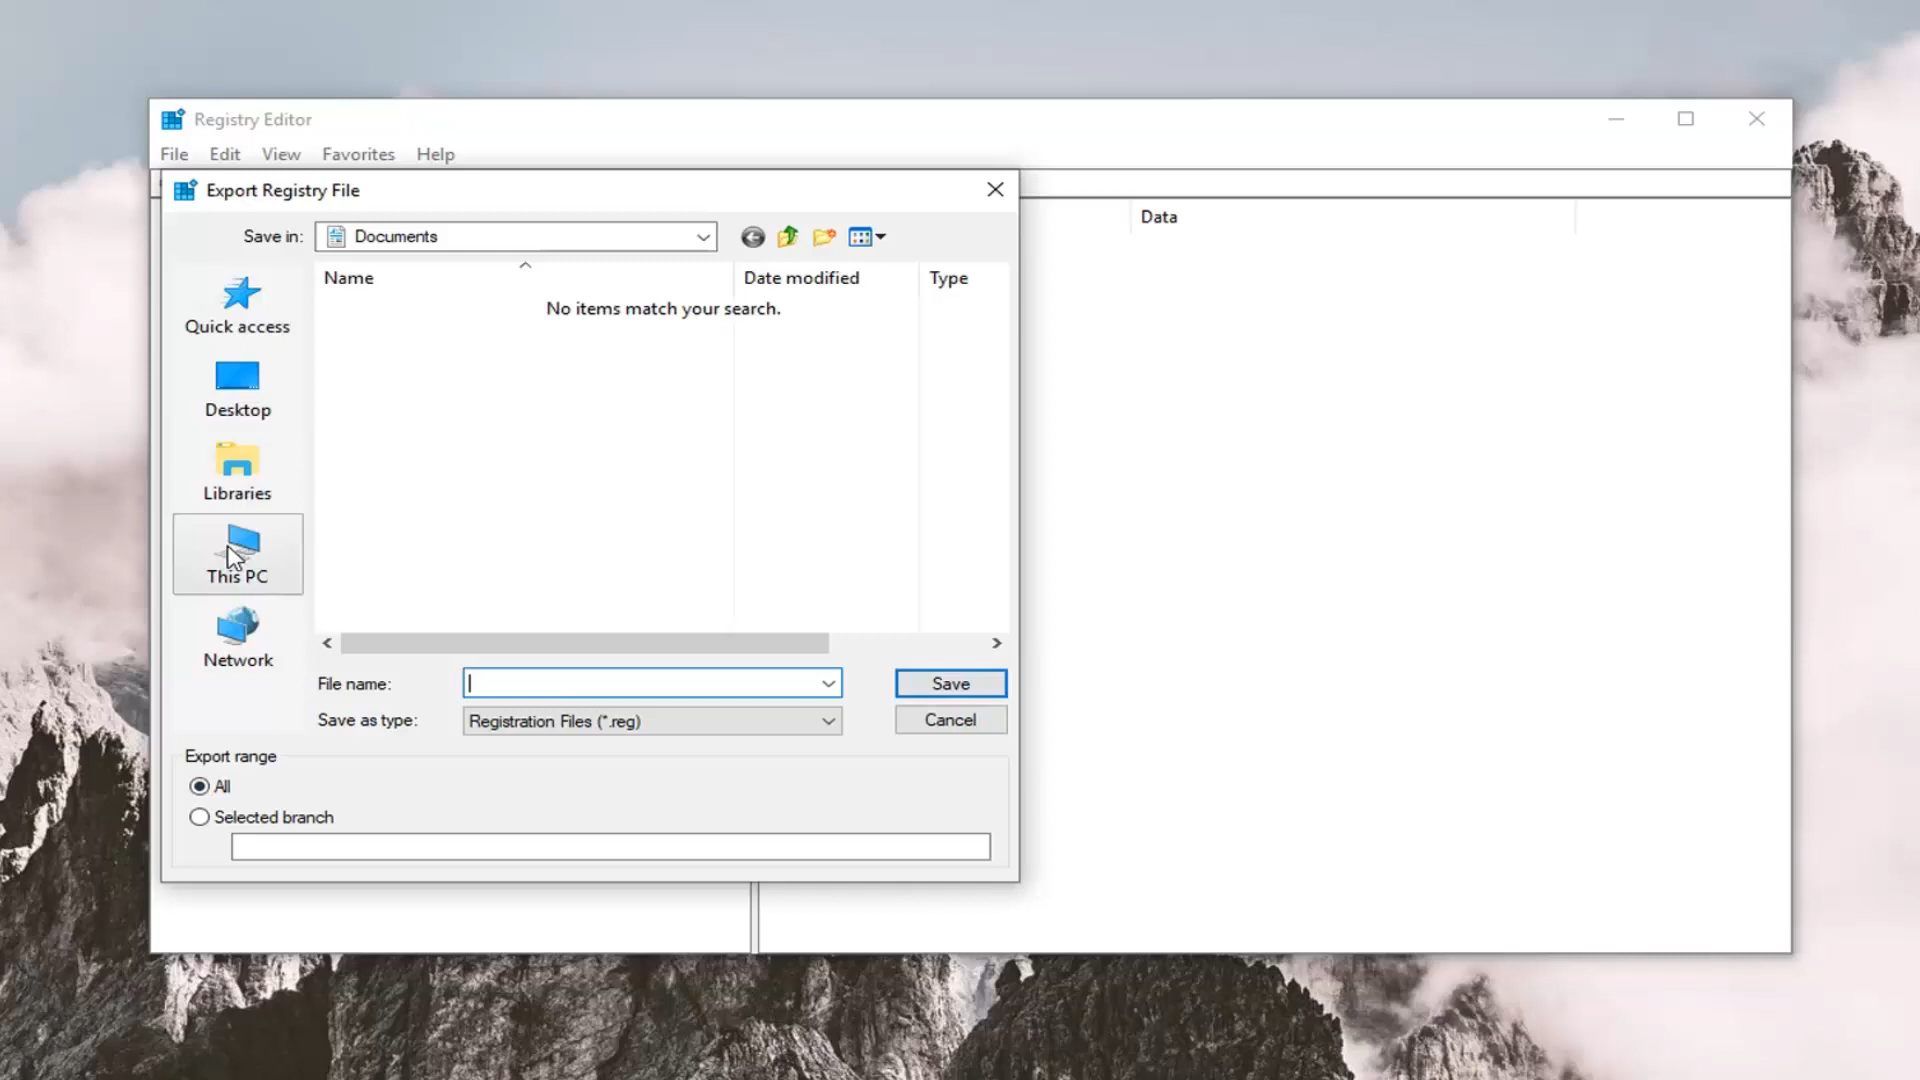 Registry Editor
File Edit View Favorites Help
Export Registry File
Data
Save in: Documents
Name Date modified Type
No items match your search.
Quick access
Desktop
Libraries
This PC
Network
File name: Save
Save as type: Registration Files (*.reg) Cancel
Export range
All
Selected branch